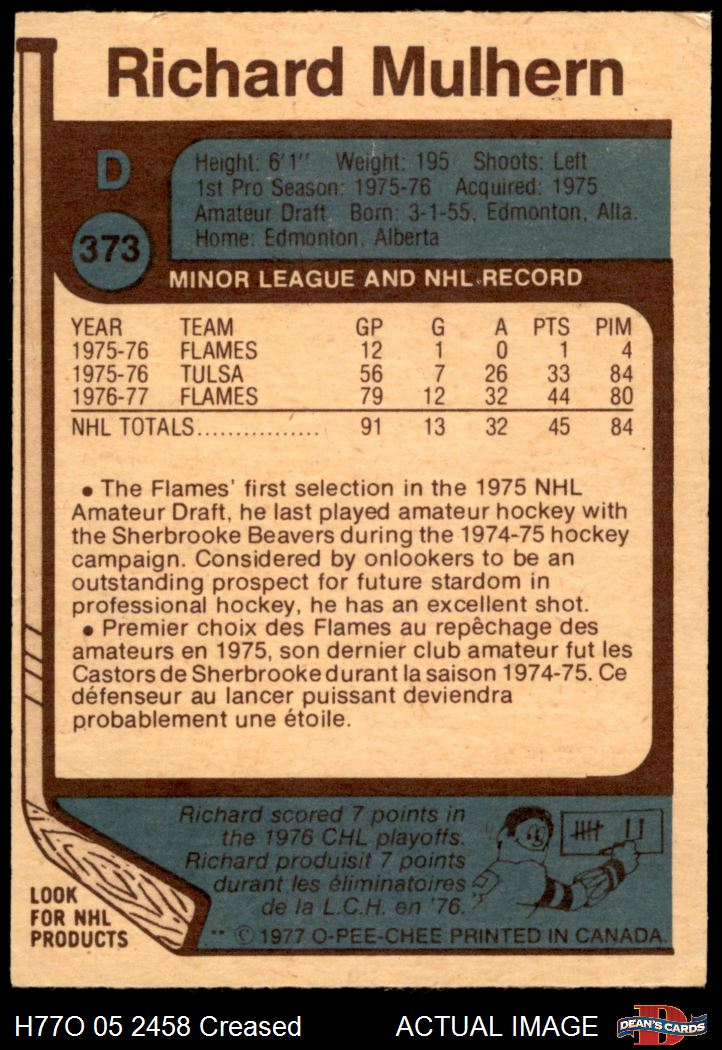 Richard Mulhern
D
373
Height: 6'1" Weight: 195 Shoots: Left
1st Pro Season: 1975-76 Acquired: 1975
Amateur Draft Born: 3-1-55, Edmonton, Alta.
Home: Edmonton, Alberta
MINOR LEAGUE AND NHL RECORD
YEAR TEAM GP G A PTS PIM
1975-76 FLAMES 12 1 0 1 4
1975-76 TULSA 56 7 26 33 84
1976-77 FLAMES 79 12 32 44 80
NHL TOTALS................ 91 13 32 45 84
• The Flames' first selection in the 1975 NHL
Amateur Draft, he last played amateur hockey with
the Sherbrooke Beavers during the 1974-75 hockey
campaign. Considered by onlookers to be an
outstanding prospect for future stardom in
professional hockey, he has an excellent shot.
• Premier choix des Flames au repêchage des
amateurs en 1975, son dernier club amateur fut les
Castors de Sherbrooke durant la saison 1974-75. Ce
défenseur au lancer puissant deviendra
probablement une étoile.
Richard scored 7 points in
the 1976 CHL playoffs.
Richard produisit 7 points
durant les éliminatoires
de la L.C.H. en '76.
LOOK
FOR NHL
PRODUCTS
** © 1977 O-PEE-CHEE PRINTED IN CANADA
H77O 05 2458 Creased
ACTUAL IMAGE
D
DEAN'S CARDS